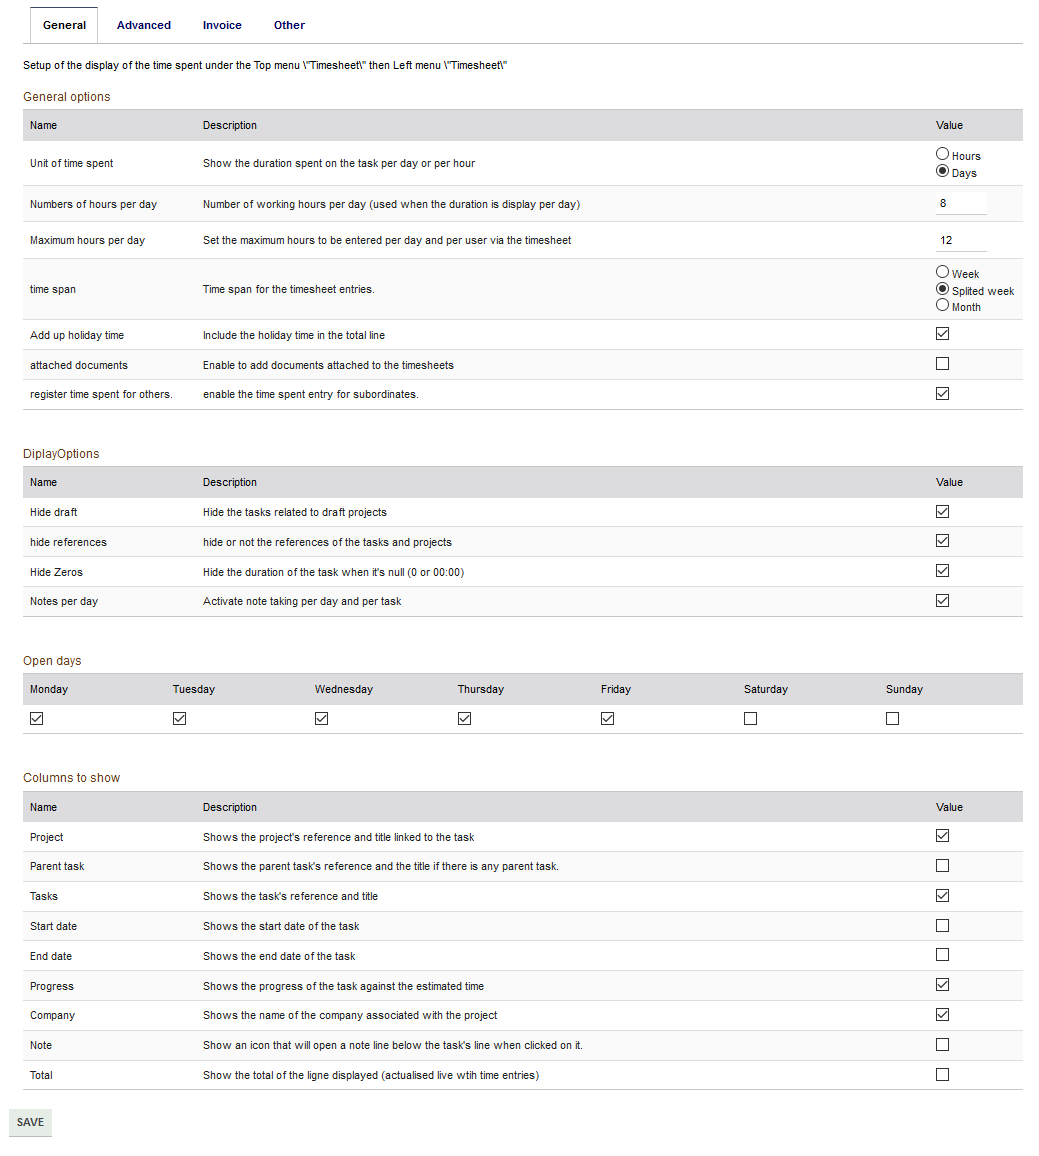 General Advanced Invoice Other
Setup of the display of the time spent under the Top menu \"Timesheet\" then Left menu \"Timesheet\"
General options
Name Description Value
Unit of time spent Show the duration spent on the task per day or per hour Hours
Days
Numbers of hours per day Number of working hours per day (used when the duration is display per day) 8
Maximum hours per day Set the maximum hours to be entered per day and per user via the timesheet 12
time span Time span for the timesheet entries. Week
Splited week
Month
Add up holiday time Include the holiday time in the total line
attached documents Enable to add documents attached to the timesheets
register time spent for others. enable the time spent entry for subordinates.
DiplayOptions
Name Description Value
Hide draft Hide the tasks related to draft projects
hide references hide or not the references of the tasks and projects
Hide Zeros Hide the duration of the task when it's null (0 or 00:00)
Notes per day Activate note taking per day and per task
Open days
Monday Tuesday Wednesday Thursday Friday Saturday Sunday
Columns to show
Name Description Value
Project Shows the project's reference and title linked to the task
Parent task Shows the parent task's reference and the title if there is any parent task.
Tasks Shows the task's reference and title
Start date Shows the start date of the task
End date Shows the end date of the task
Progress Shows the progress of the task against the estimated time
Company Shows the name of the company associated with the project
Note Show an icon that will open a note line below the task's line when clicked on it.
Total Show the total of the ligne displayed (actualised live wtih time entries)
SAVE